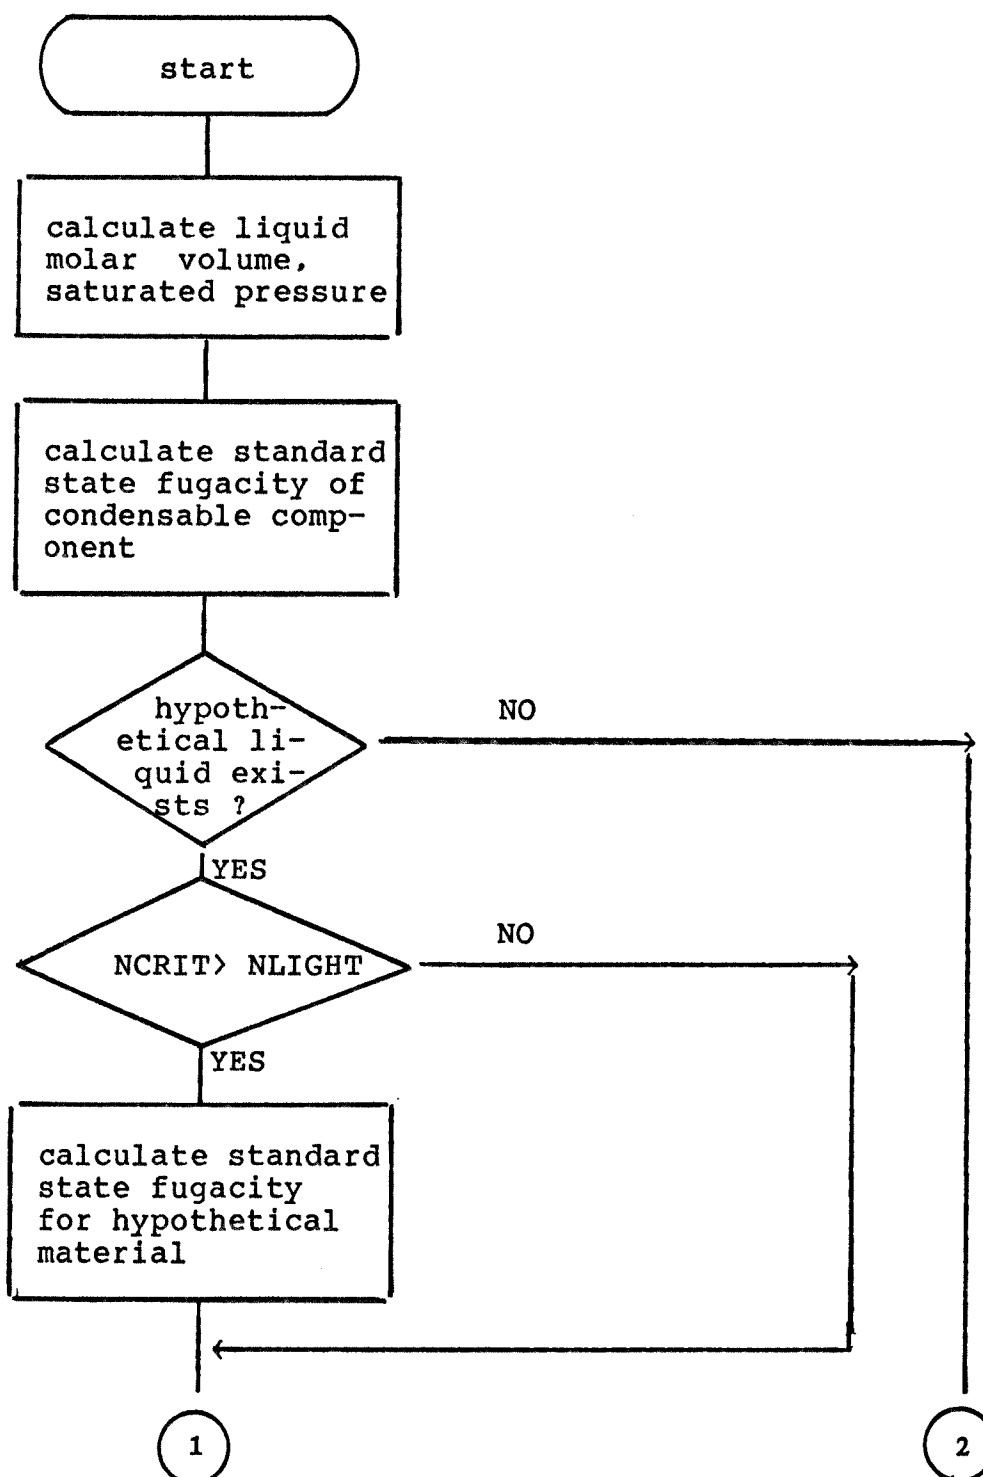 start
calculate liquid
molar volume,
saturated pressure
calculate standard
state fugacity of
condensable comp-
onent
hypoth-
etical li-
quid exi-
sts ?
NO
YES
NCRIT> NLIGHT
NO
YES
calculate standard
state fugacity
for hypothetical
material
1
2